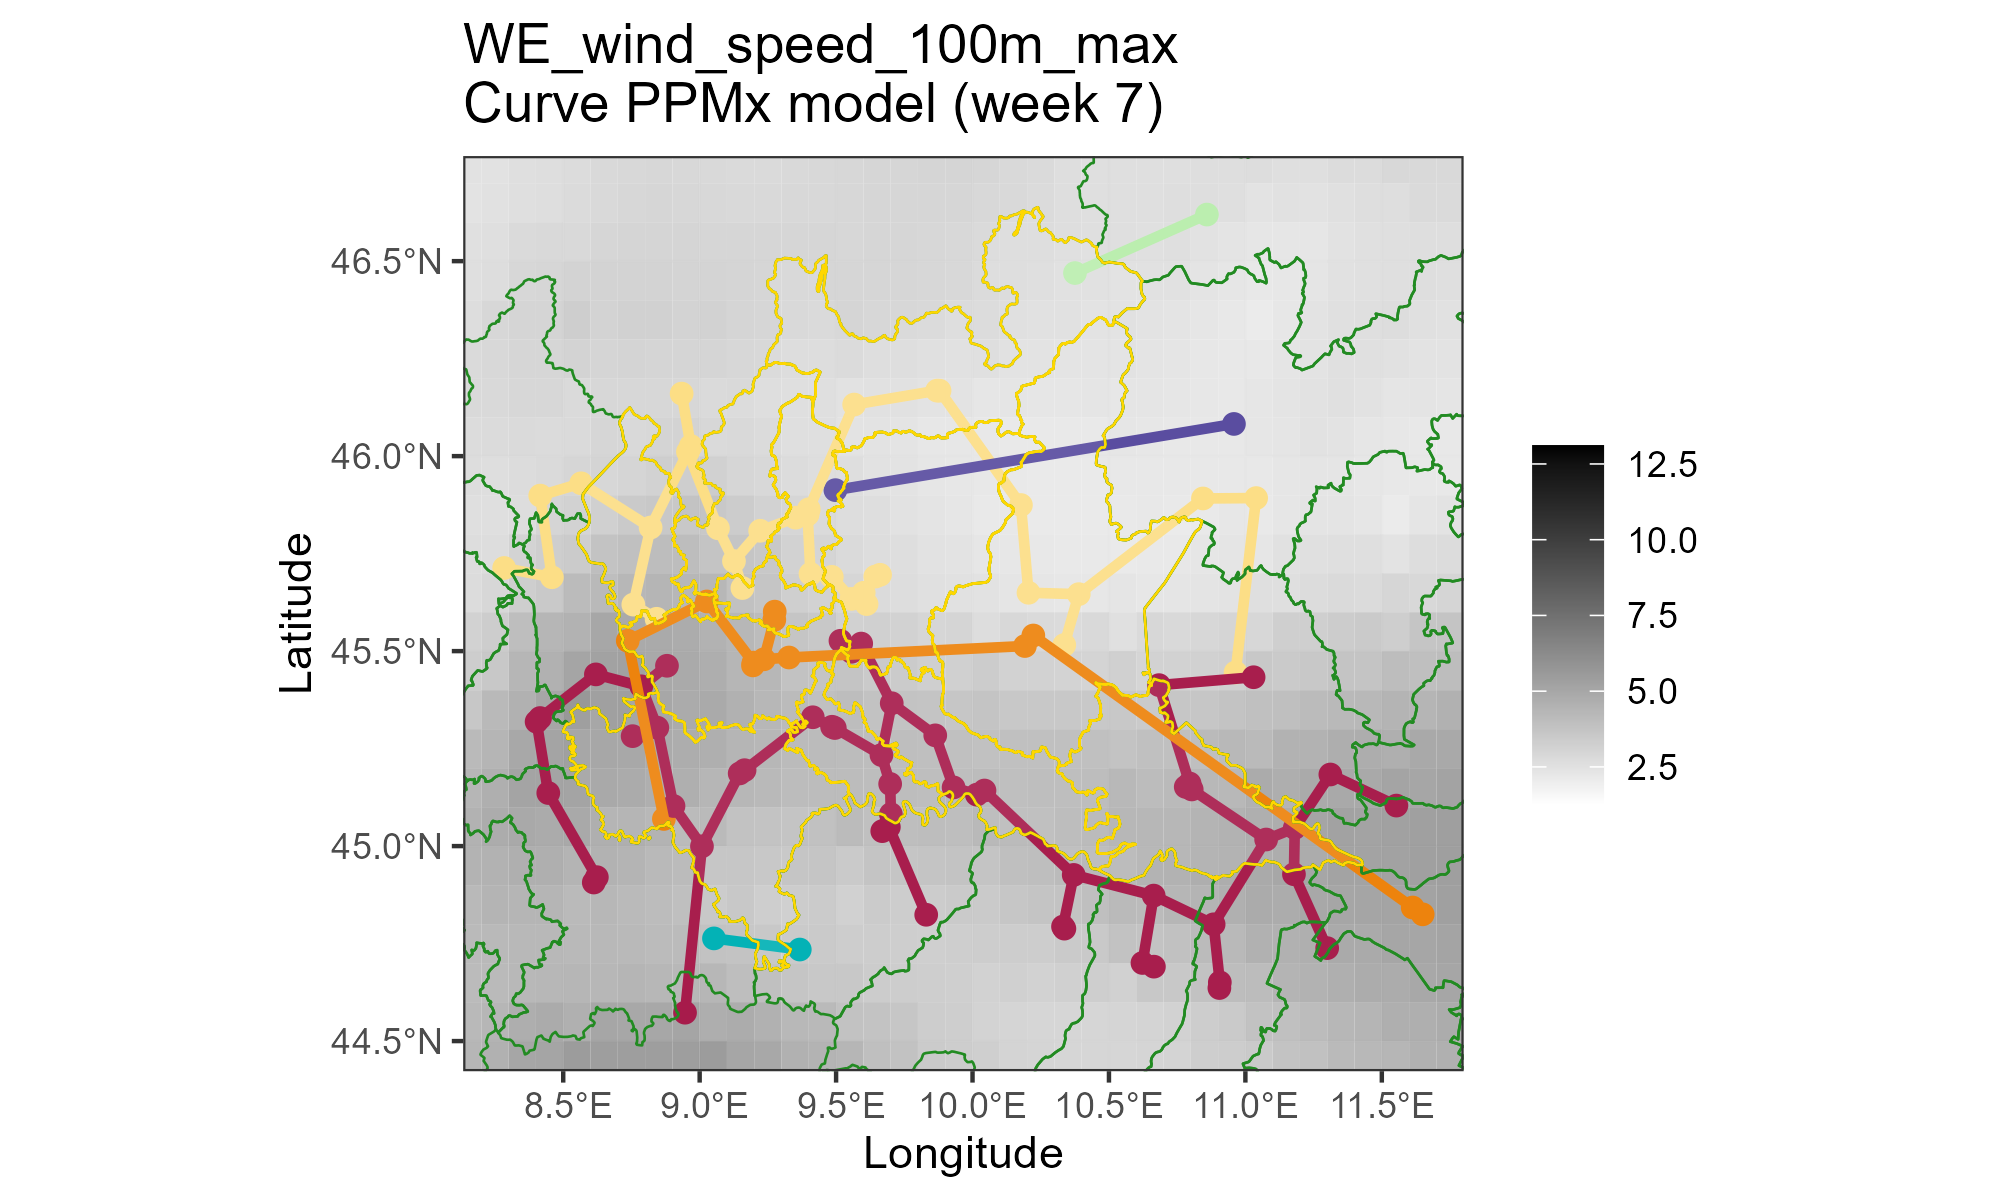 WE_wind_speed_100m_max
Curve PPMx model (week 7)
46.5°N
46.0°N
45.5°N
45.0°N
44.5°N
Latitude
8.5°E
9.0°E
9.5°E
10.0°E
10.5°E
11.0°E
11.5°E
Longitude
12.5
10.0
7.5
5.0
2.5